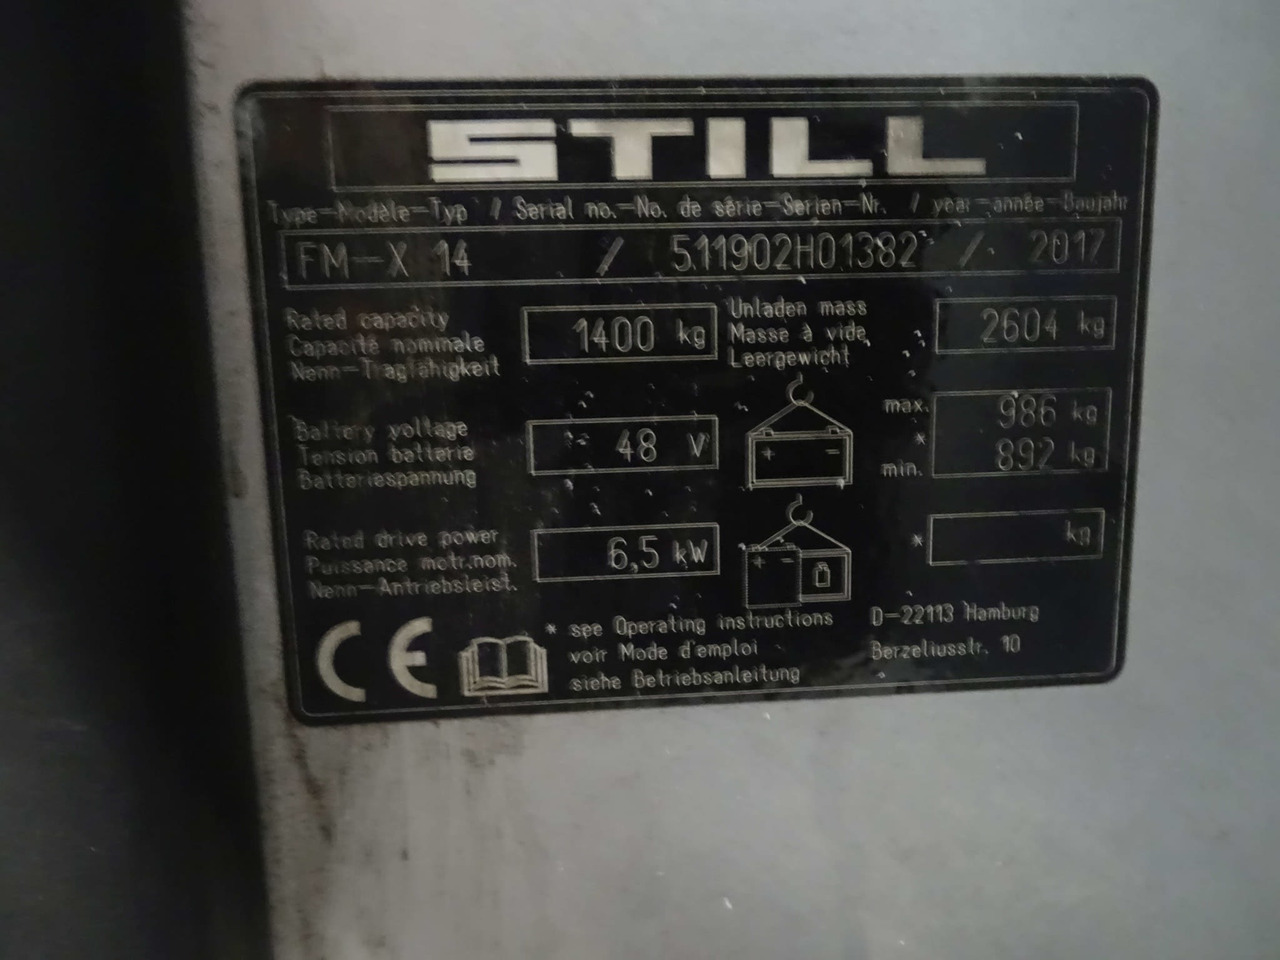 STILL
Type-Modèle-Typ / Serial no.-No. de série-Serien-Nr. / year-année-Baujahr
FM-X 14 / 511902H01382 / 2017
Rated capacity
Capacité nominale
Nenn-Tragfähigkeit
1400 kg
Unladen mass
Masse à vide
Leergewicht
2604 kg
Battery voltage
Tension batterie
Batteriespannung
48 V
+ -
max. 986 kg
*
min. 892 kg
Rated drive power
Puissance motr.nom.
Nenn-Antriebsleist.
6,5 kW
+ -
* kg
CE
* see Operating instructions
voir Mode d'emploi
siehe Betriebsanleitung
D-22113 Hamburg
Berzeliusstr. 10